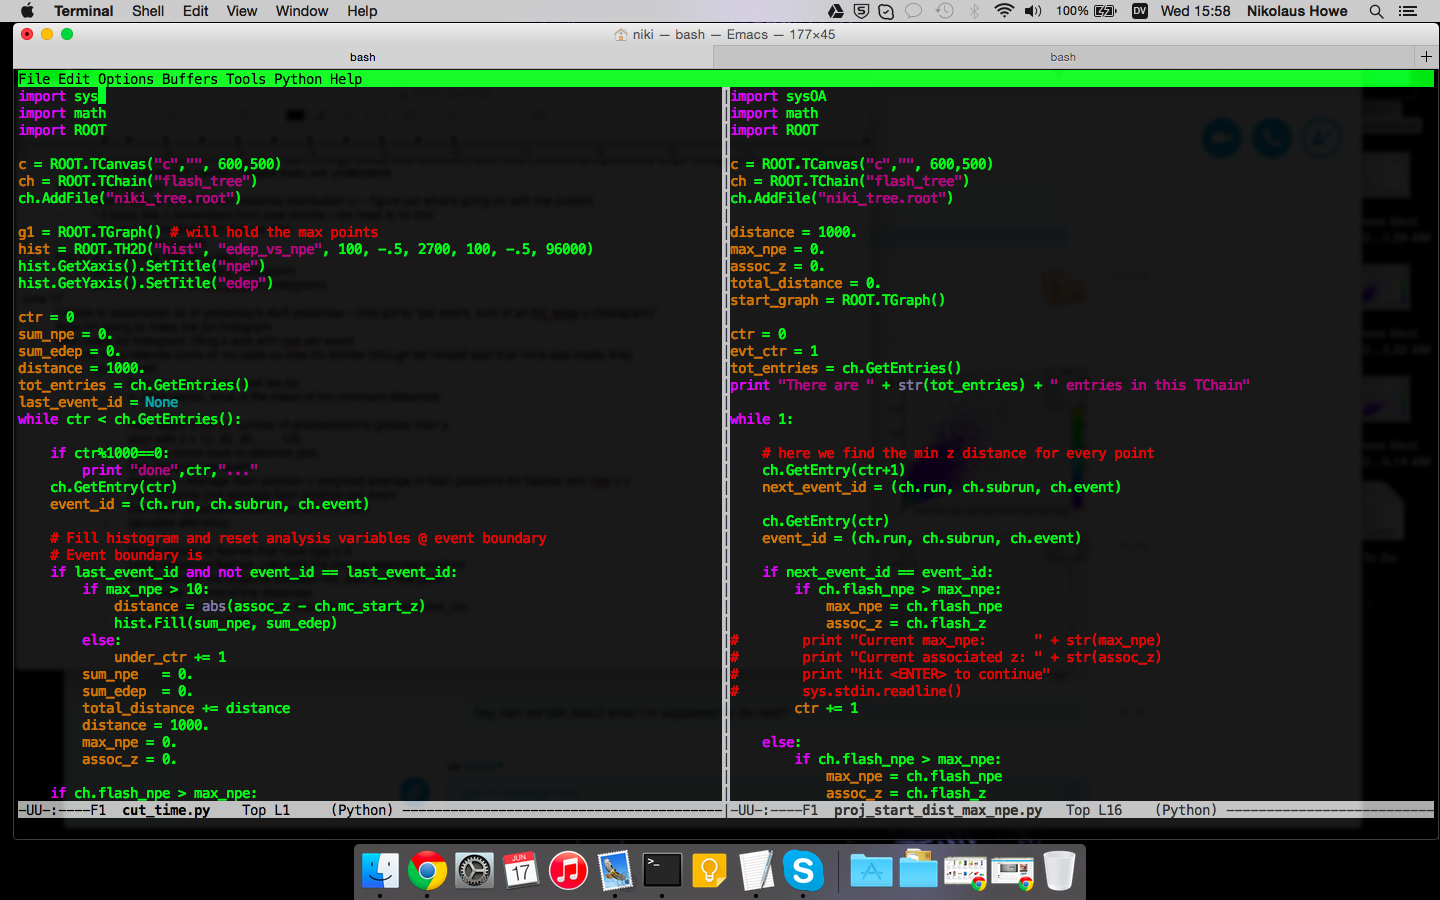 Terminal Shell Edit View Window Help 100% DV Wed 15:58 Nikolaus Howe
niki — bash — Emacs — 177×45
bash
bash
File Edit Options Buffers Tools Python Help
import sys
import math
import ROOT
c = ROOT.TCanvas("c","", 600,500)
ch = ROOT.TChain("flash_tree")
ch.AddFile("niki_tree.root")
g1 = ROOT.TGraph() # will hold the max points
hist = ROOT.TH2D("hist", "edep_vs_npe", 100, -.5, 2700, 100, -.5, 96000)
hist.GetXaxis().SetTitle("npe")
hist.GetYaxis().SetTitle("edep")
ctr = 0
sum_npe = 0.
sum_edep = 0.
distance = 1000.
tot_entries = ch.GetEntries()
last_event_id = None
while ctr < ch.GetEntries():
    if ctr%1000==0:
        print "done",ctr,"..."
    ch.GetEntry(ctr)
    event_id = (ch.run, ch.subrun, ch.event)
    # Fill histogram and reset analysis variables @ event boundary
    # Event boundary is
    if last_event_id and not event_id == last_event_id:
        if max_npe > 10:
            distance = abs(assoc_z - ch.mc_start_z)
            hist.Fill(sum_npe, sum_edep)
        else:
            under_ctr += 1
        sum_npe   = 0.
        sum_edep  = 0.
        total_distance += distance
        distance = 1000.
        max_npe = 0.
        assoc_z = 0.
    if ch.flash_npe > max_npe:
-UU-:----F1  cut_time.py    Top L1     (Python)
import sysOA
import math
import ROOT
c = ROOT.TCanvas("c","", 600,500)
ch = ROOT.TChain("flash_tree")
ch.AddFile("niki_tree.root")
distance = 1000.
max_npe = 0.
assoc_z = 0.
total_distance = 0.
start_graph = ROOT.TGraph()
ctr = 0
evt_ctr = 1
tot_entries = ch.GetEntries()
print "There are " + str(tot_entries) + " entries in this TChain"
while 1:
    # here we find the min z distance for every point
    ch.GetEntry(ctr+1)
    next_event_id = (ch.run, ch.subrun, ch.event)
    ch.GetEntry(ctr)
    event_id = (ch.run, ch.subrun, ch.event)
    if next_event_id == event_id:
        if ch.flash_npe > max_npe:
            max_npe = ch.flash_npe
            assoc_z = ch.flash_z
#        print "Current max_npe:      " + str(max_npe)
#        print "Current associated z: " + str(assoc_z)
#        print "Hit <ENTER> to continue"
#        sys.stdin.readline()
        ctr += 1
    else:
        if ch.flash_npe > max_npe:
            max_npe = ch.flash_npe
            assoc_z = ch.flash_z
-UU-:----F1  proj_start_dist_max_npe.py   Top L16    (Python)
JUN
17